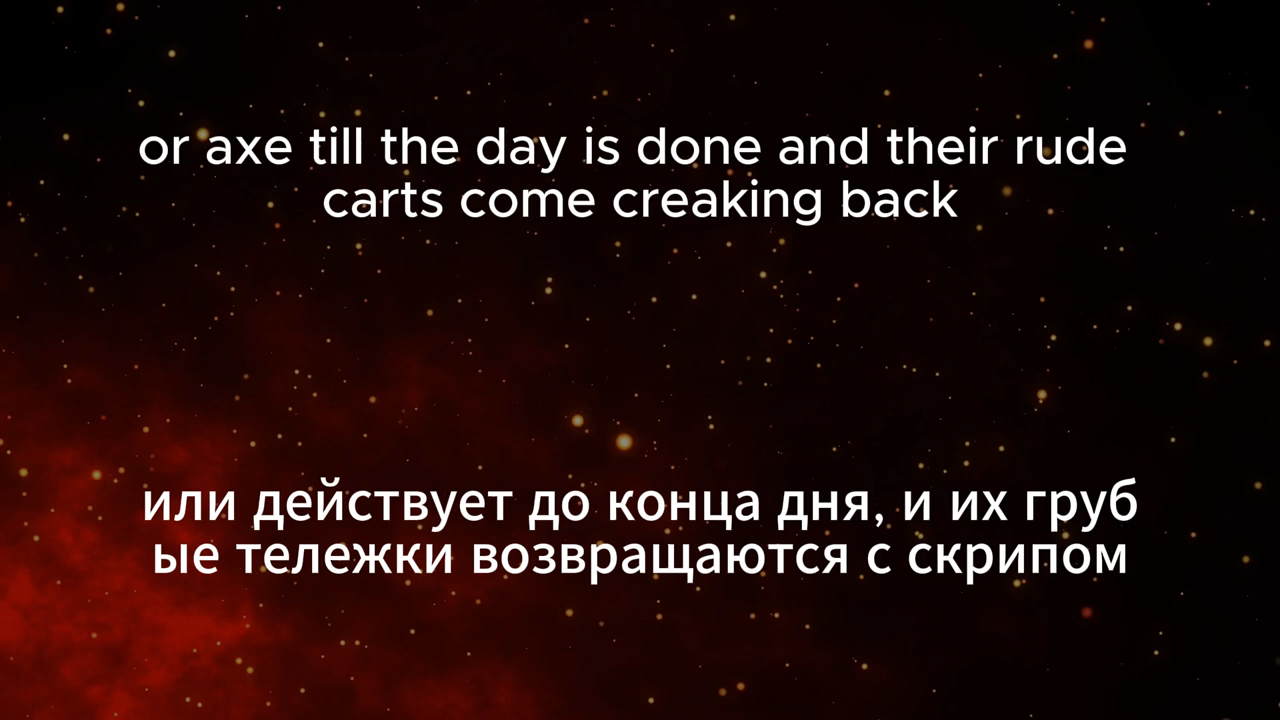 or axe till the day is done and their rude
carts come creaking back
или действует до конца дня, и их груб
ые тележки возвращаются с скрипом